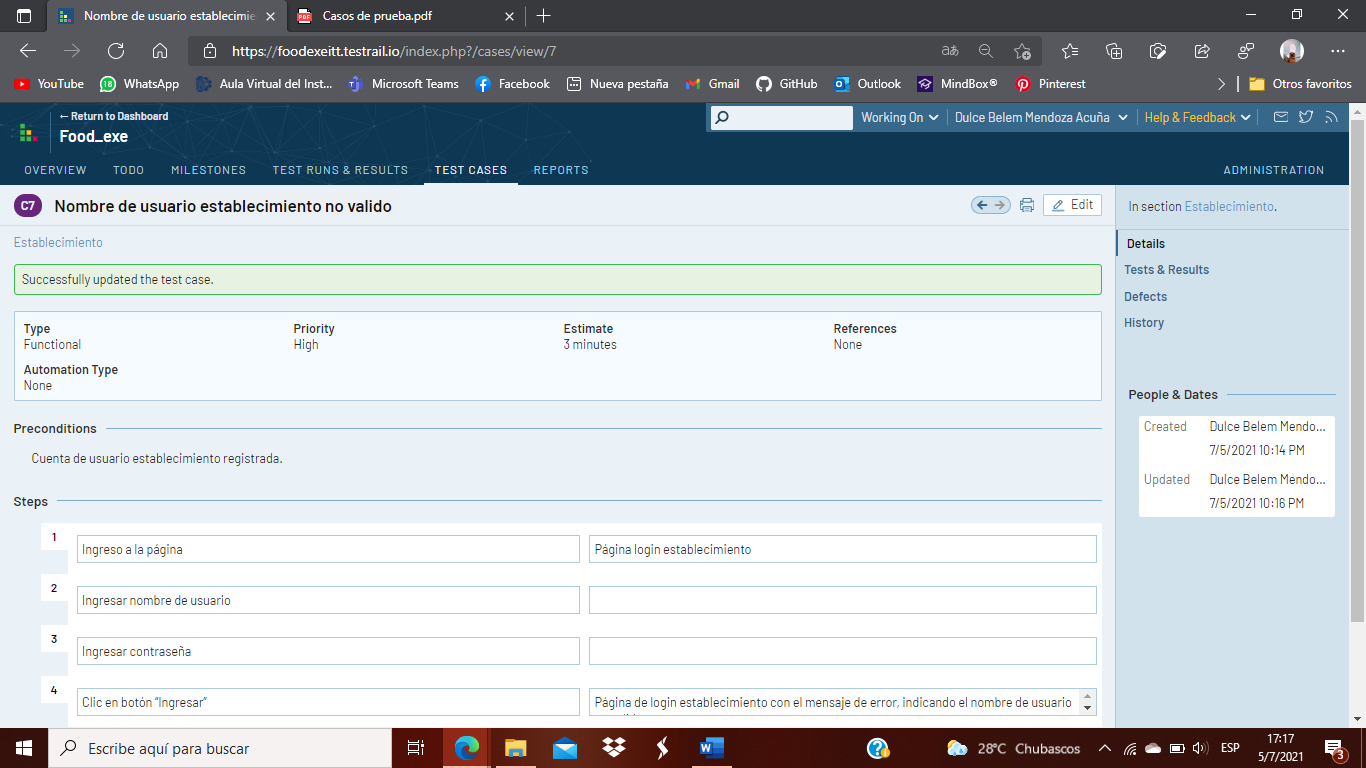 Nombre de usuario establecimie
Casos de prueba.pdf
https://foodexeitt.testrail.io/index.php?/cases/view/7
YouTube
WhatsApp
Aula Virtual del Inst...
Microsoft Teams
Facebook
Nueva pestaña
Gmail
GitHub
Outlook
MindBox®
Pinterest
Otros favoritos
← Return to Dashboard
Food_exe
Working On
Dulce Belem Mendoza Acuña
Help & Feedback
OVERVIEW
TODO
MILESTONES
TEST RUNS & RESULTS
TEST CASES
REPORTS
ADMINISTRATION
C7
Nombre de usuario establecimiento no valido
Edit
In section Establecimiento.
Establecimiento
Details
Successfully updated the test case.
Tests & Results
Defects
History
Type
Functional
Priority
High
Estimate
3 minutes
References
None
Automation Type
None
People & Dates
Created
Dulce Belem Mendo...
7/5/2021 10:14 PM
Updated
Dulce Belem Mendo...
7/5/2021 10:16 PM
Preconditions
Cuenta de usuario establecimiento registrada.
Steps
1
Ingreso a la página
Página login establecimiento
2
Ingresar nombre de usuario
3
Ingresar contraseña
4
Clic en botón “Ingresar”
Página de login establecimiento con el mensaje de error, indicando el nombre de usuario
Escribe aquí para buscar
28°C Chubascos
ESP
17:17
5/7/2021
3